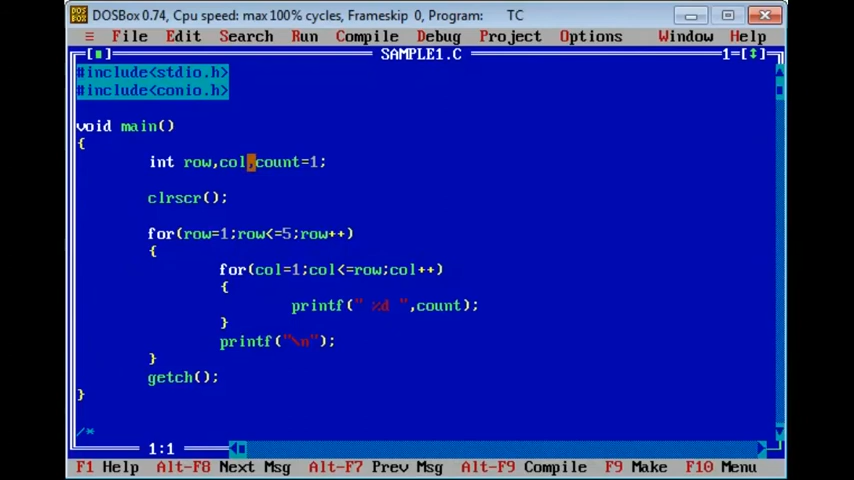 DOSBox 0.74, Cpu speed: max 100% cycles, Frameskip 0, Program: TC
≡ File Edit Search Run Compile Debug Project Options Window Help
[■] SAMPLE1.C 1=[↕]
#include<stdio.h>
#include<conio.h>
void main()
{
int row,col,count=1;
clrscr();
for(row=1;row<=5;row++)
{
for(col=1;col<=row;col++)
{
printf(" %d ",count);
}
printf("\n");
}
getch();
}
/*
1:1
F1 Help Alt-F8 Next Msg Alt-F7 Prev Msg Alt-F9 Compile F9 Make F10 Menu